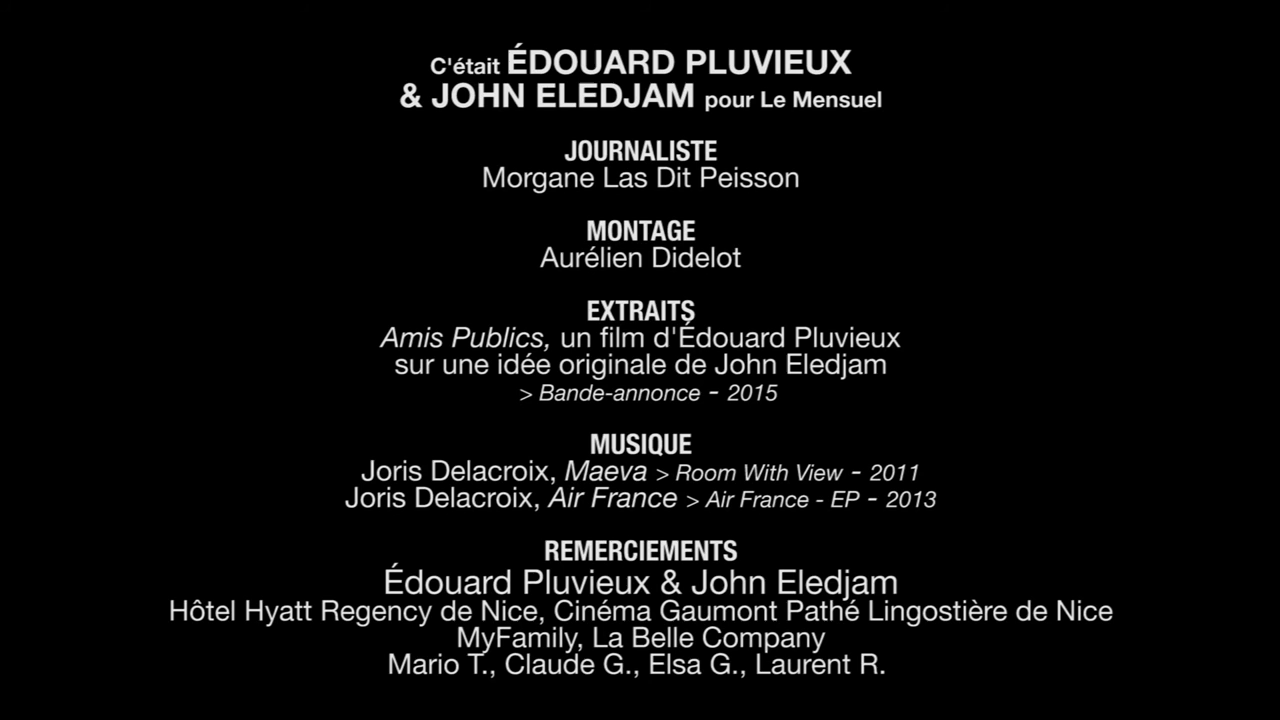 C'était ÉDOUARD PLUVIEUX
& JOHN ELEDJAM pour Le Mensuel
JOURNALISTE
Morgane Las Dit Peisson
MONTAGE
Aurélien Didelot
EXTRAITS
Amis Publics, un film d'Édouard Pluvieux
sur une idée originale de John Eledjam
> Bande-annonce - 2015
MUSIQUE
Joris Delacroix, Maeva > Room With View - 2011
Joris Delacroix, Air France > Air France - EP - 2013
REMERCIEMENTS
Édouard Pluvieux & John Eledjam
Hôtel Hyatt Regency de Nice, Cinéma Gaumont Pathé Lingostière de Nice
MyFamily, La Belle Company
Mario T., Claude G., Elsa G., Laurent R.